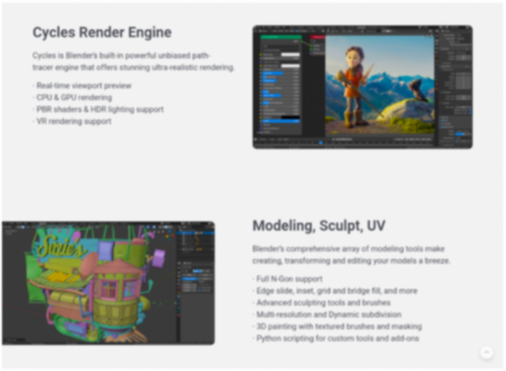 Cycles Render Engine
Cycles is Blender's built-in powerful unbiased path-
tracer engine that offers stunning ultra-realistic rendering.
· Real-time viewport preview
· CPU & GPU rendering
· PBR shaders & HDR lighting support
· VR rendering support
Modeling, Sculpt, UV
Blender's comprehensive array of modeling tools make
creating, transforming and editing your models a breeze.
· Full N-Gon support
· Edge slide, inset, grid and bridge fill, and more
· Advanced sculpting tools and brushes
· Multi-resolution and Dynamic subdivision
· 3D painting with textured brushes and masking
· Python scripting for custom tools and add-ons